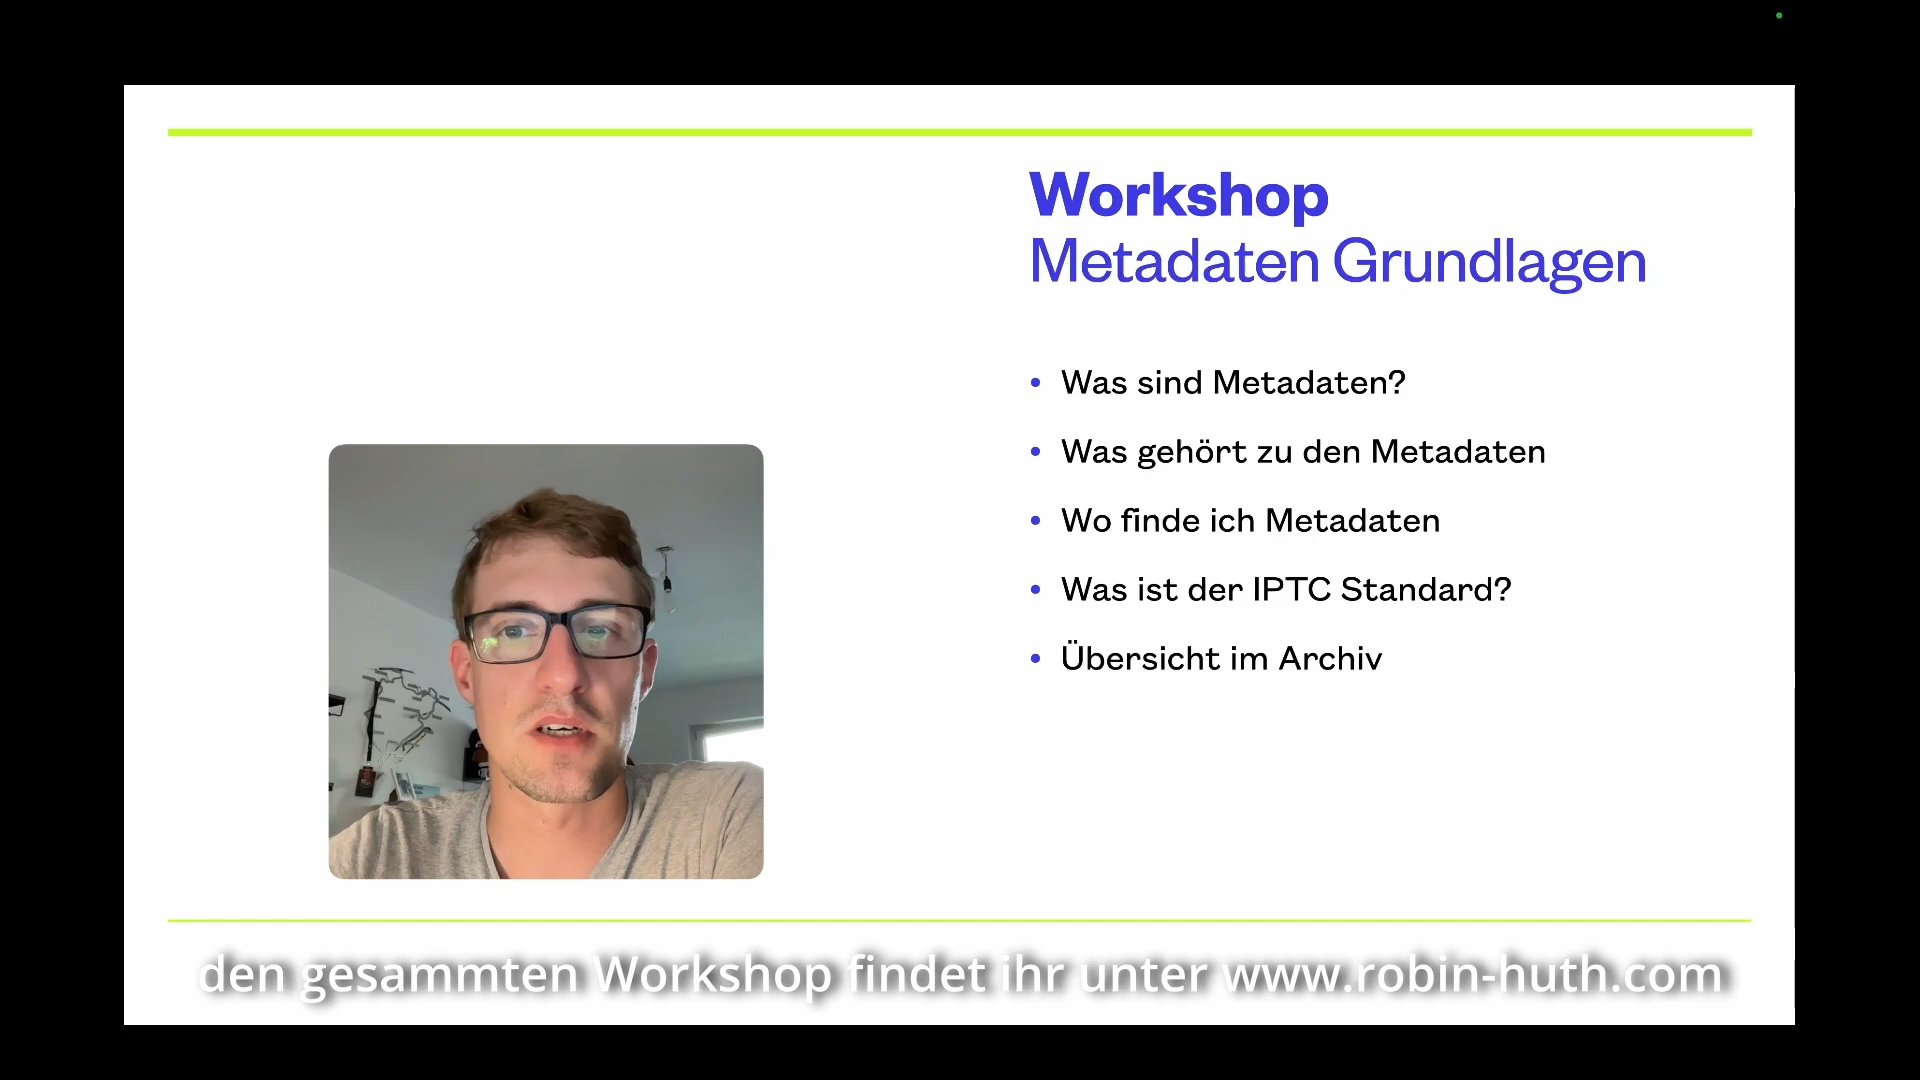 Workshop
Metadaten Grundlagen
• Was sind Metadaten?
• Was gehört zu den Metadaten
• Wo finde ich Metadaten
• Was ist der IPTC Standard?
• Übersicht im Archiv
den gesammten Workshop findet ihr unter www.robin-huth.com